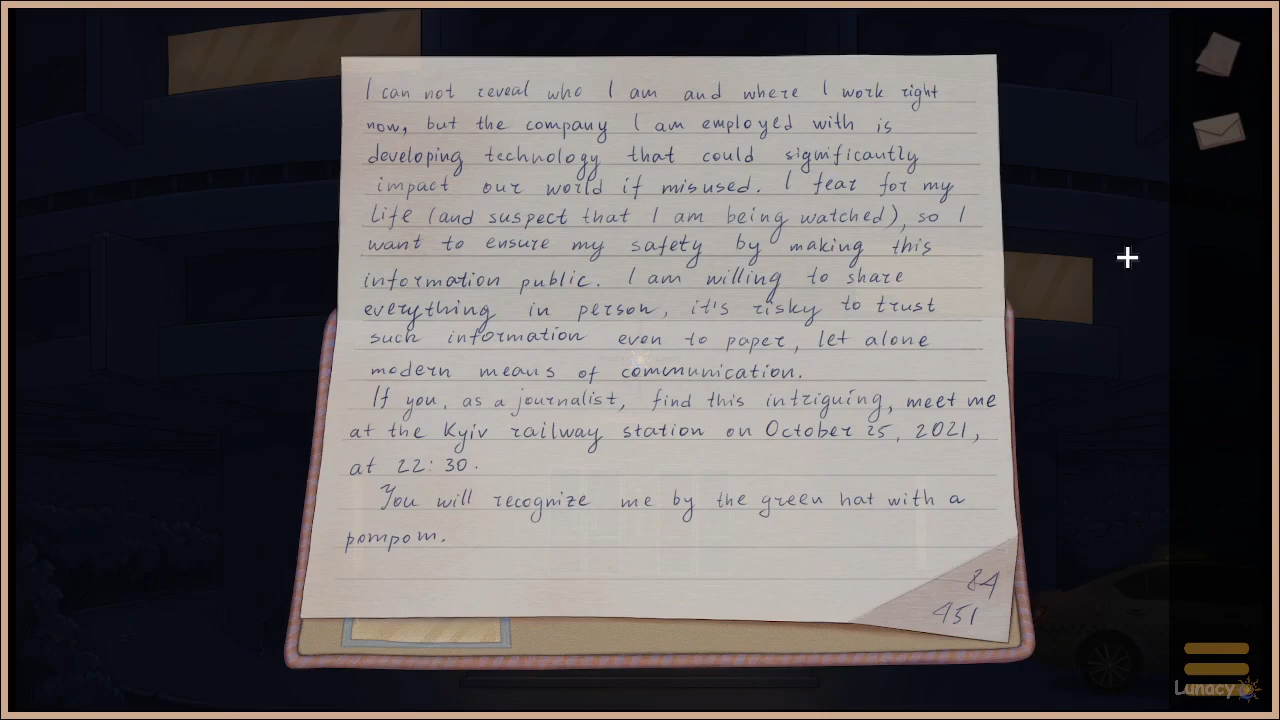 I can not reveal who I am and where I work right
now, but the company I am employed with is
developing technology that could significantly
impact our world if misused. I fear for my
life (and suspect that I am being watched), so I
want to ensure my safety by making this
information public. I am willing to share
everything in person, it's risky to trust
such information even to paper, let alone
modern means of communication.
If you, as a journalist, find this intriguing, meet me
at the Kyiv railway station on October 25, 2021,
at 22:30.
You will recognize me by the green hat with a
pompom.
84
451
Lunacy